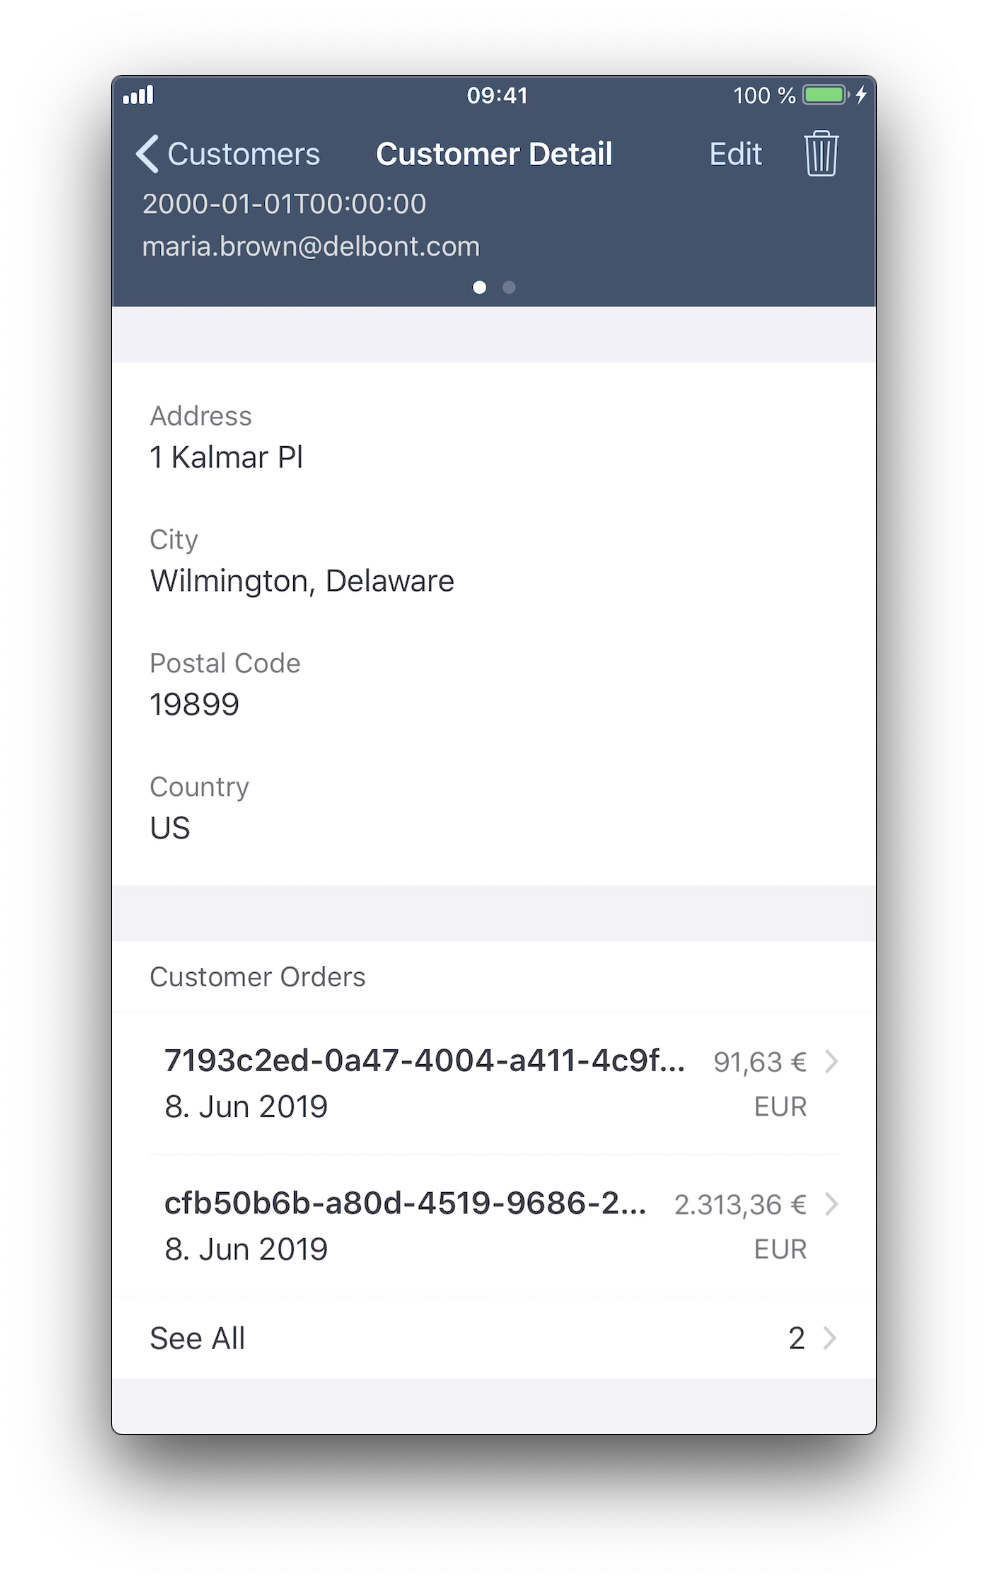 09:41
100 %
Customers
Customer Detail
Edit
2000-01-01T00:00:00
maria.brown@delbont.com
Address
1 Kalmar Pl
City
Wilmington, Delaware
Postal Code
19899
Country
US
Customer Orders
7193c2ed-0a47-4004-a411-4c9f... 91,63 €
8. Jun 2019 EUR
cfb50b6b-a80d-4519-9686-2... 2.313,36 €
8. Jun 2019 EUR
See All 2